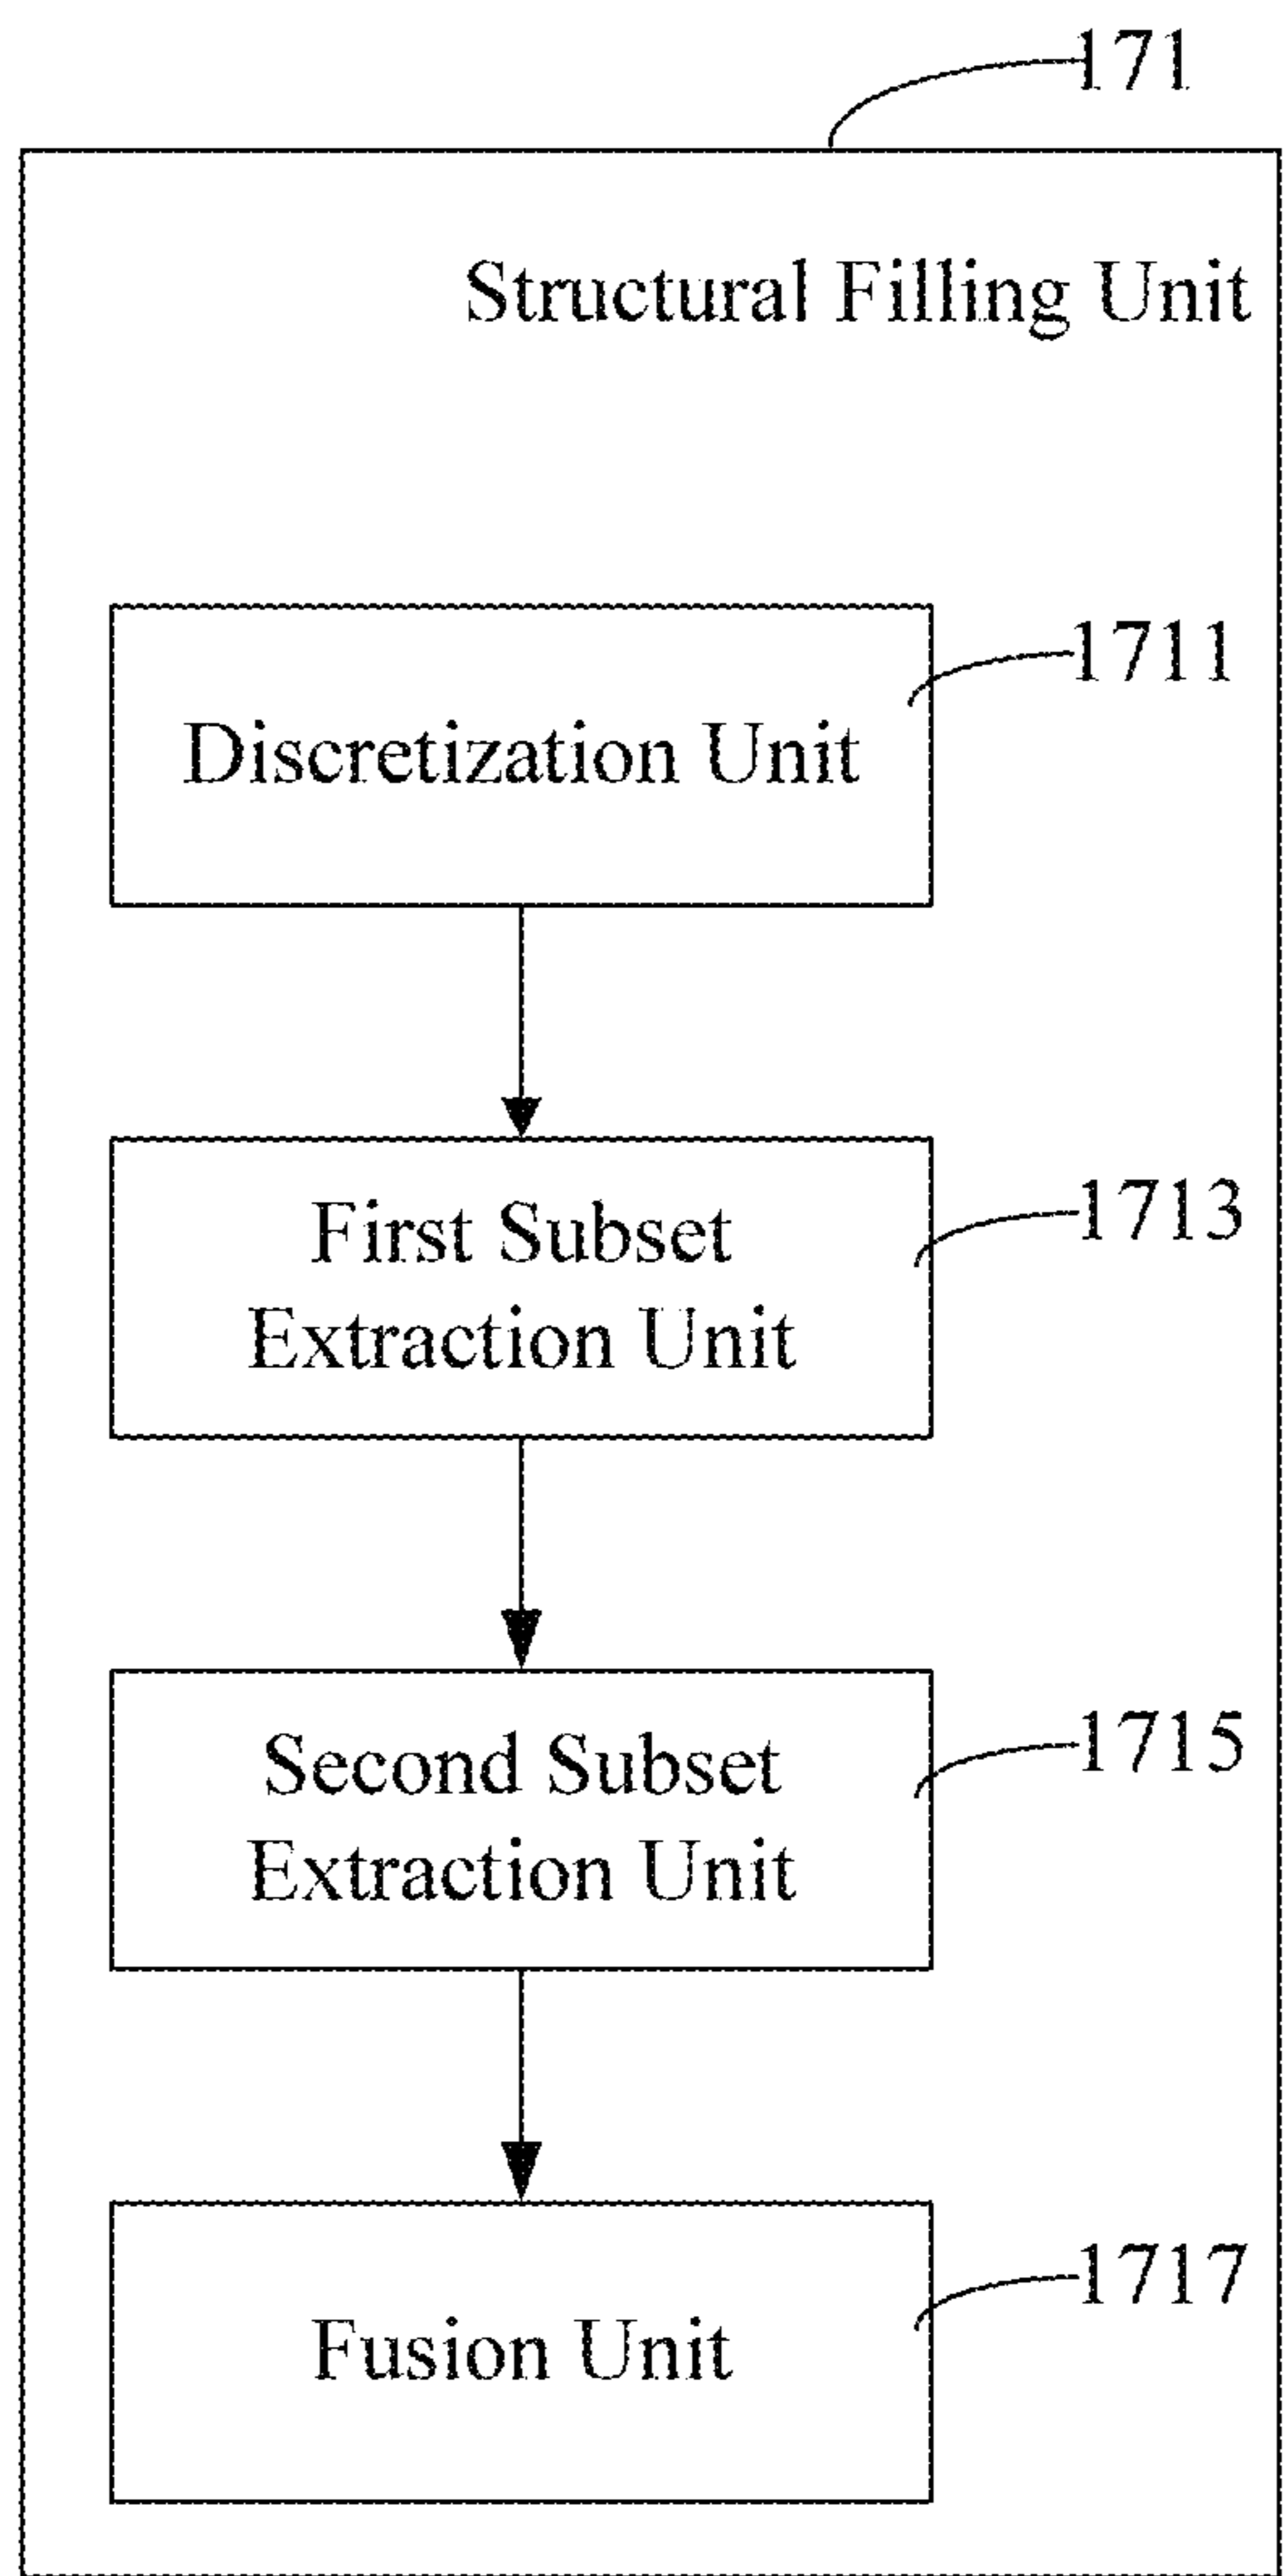 171
Structural Filling Unit
1711
Discretization Unit
1713
First Subset
Extraction Unit
1715
Second Subset
Extraction Unit
1717
Fusion Unit